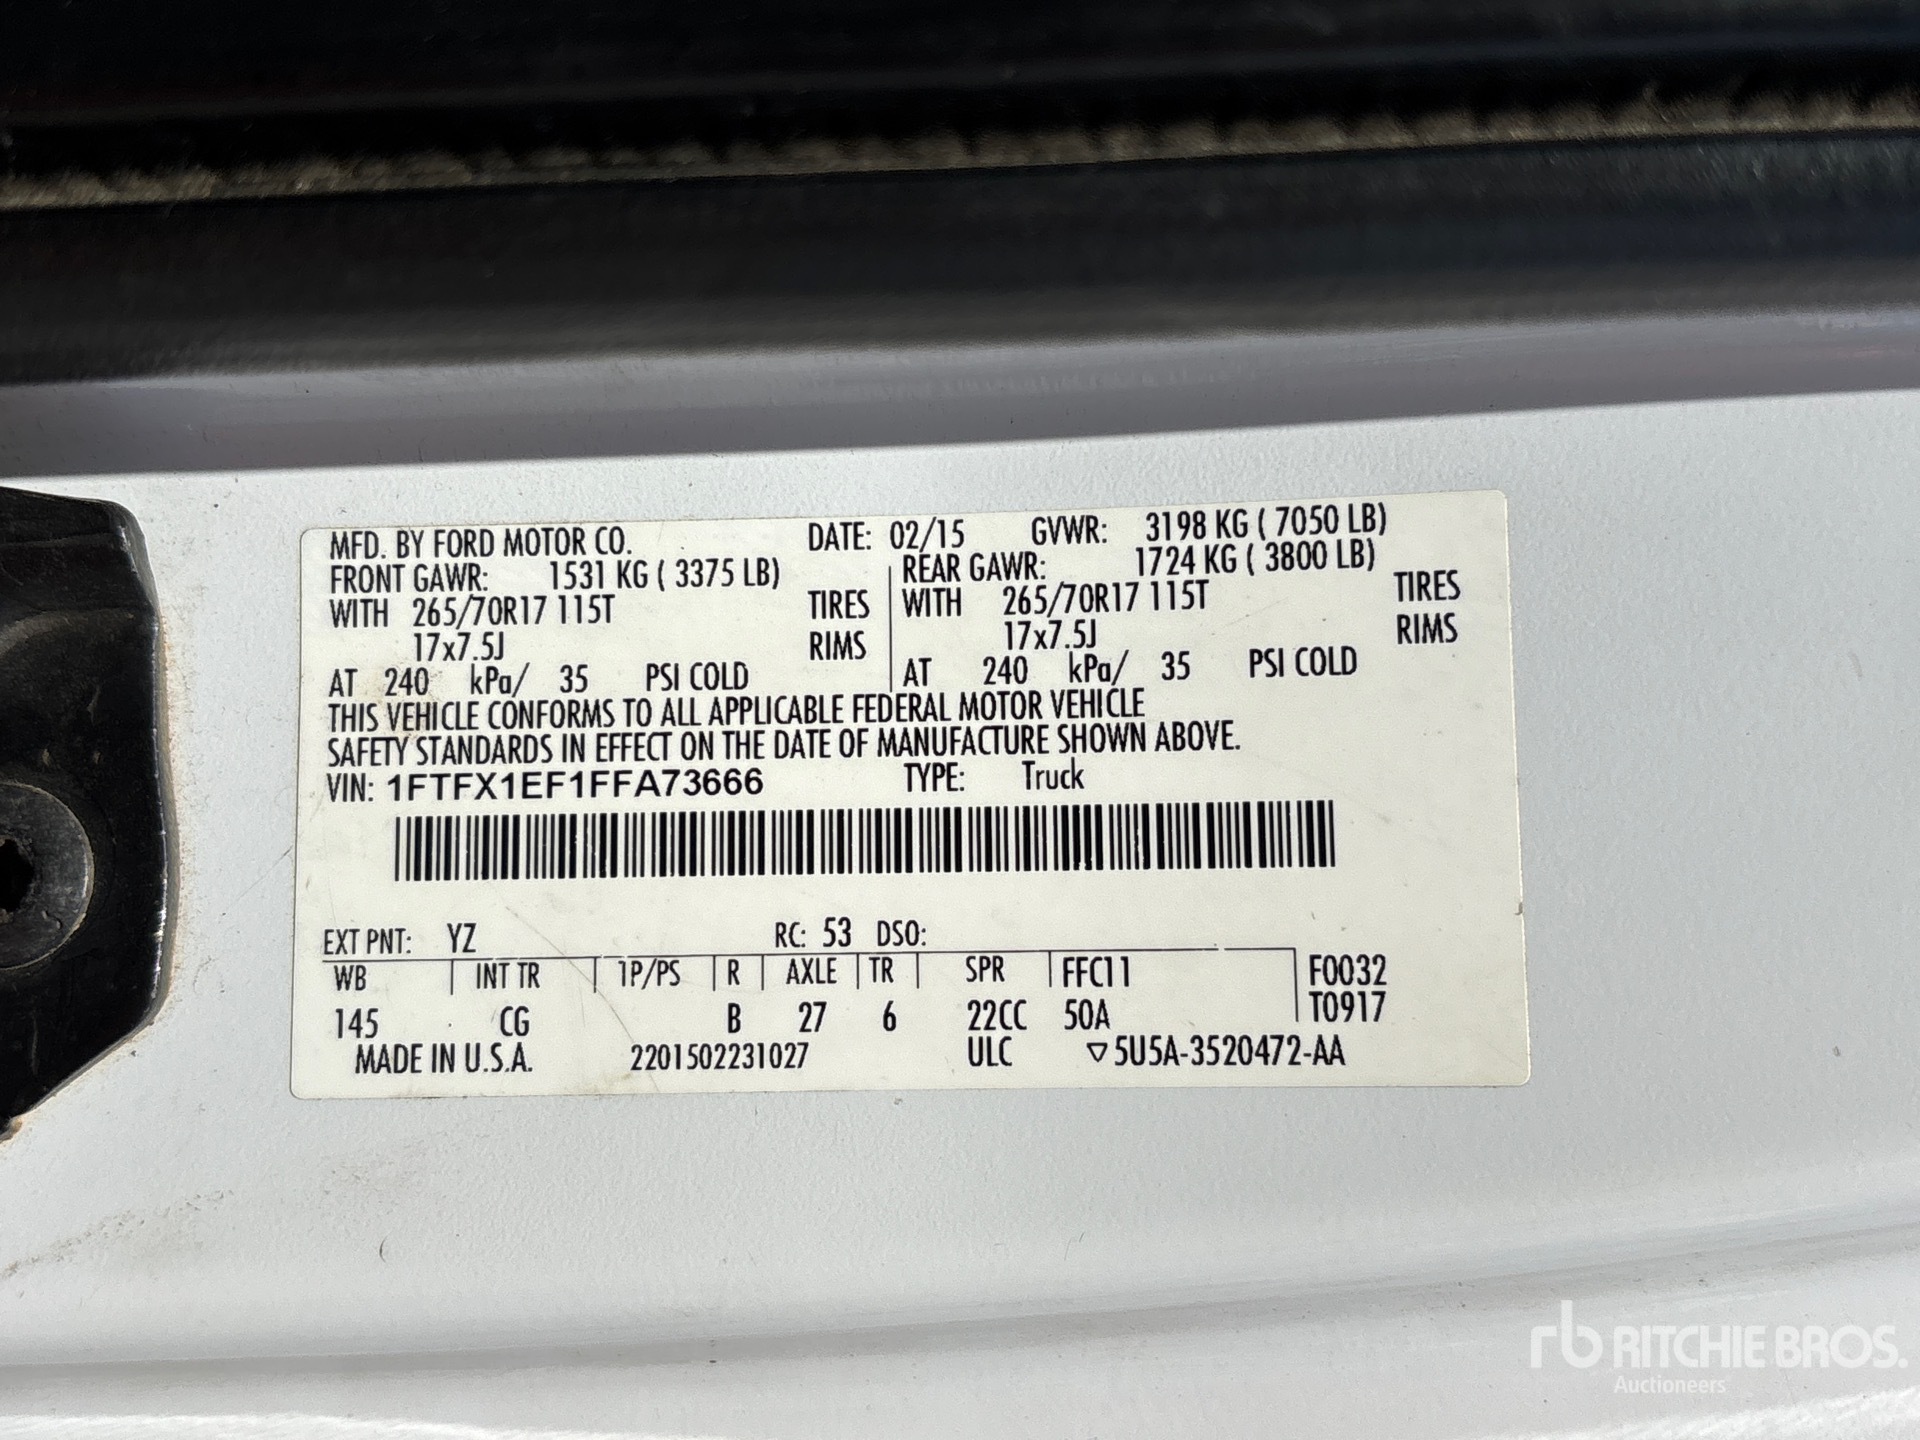 MFD. BY FORD MOTOR CO. DATE: 02/15 GVWR: 3198 KG ( 7050 LB)
FRONT GAWR: 1531 KG ( 3375 LB) REAR GAWR: 1724 KG ( 3800 LB)
WITH 265/70R17 115T TIRES WITH 265/70R17 115T TIRES
17x7.5J RIMS 17x7.5J RIMS
AT 240 kPa/ 35 PSI COLD AT 240 kPa/ 35 PSI COLD
THIS VEHICLE CONFORMS TO ALL APPLICABLE FEDERAL MOTOR VEHICLE
SAFETY STANDARDS IN EFFECT ON THE DATE OF MANUFACTURE SHOWN ABOVE.
VIN: 1FTFX1EF1FFA73666 TYPE: Truck
EXT PNT: YZ RC: 53 DSO:
WB INT TR TP/PS R AXLE TR SPR FFC11 F0032
145 CG B 27 6 22CC 50A T0917
MADE IN U.S.A. 2201502231027 ULC ▽5U5A-3520472-AA
rb RITCHIE BROS.
Auctioneers